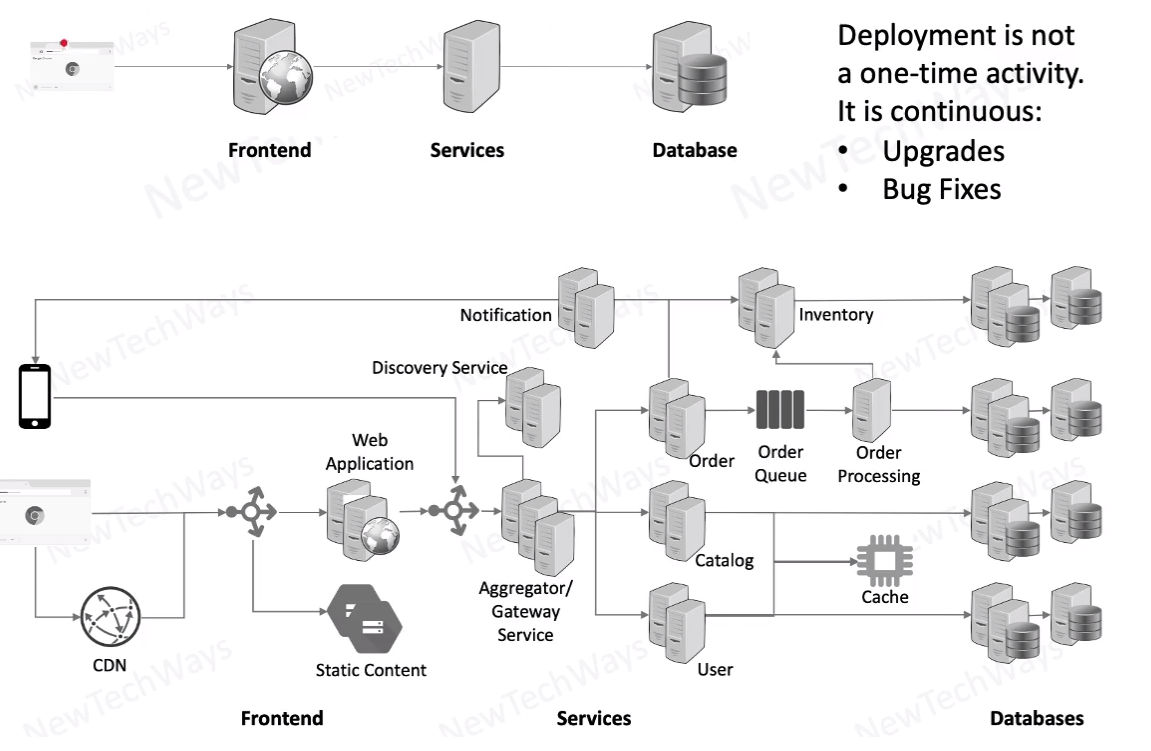 Deployment is not
a one-time activity.
It is continuous:
• Upgrades
• Bug Fixes
Frontend
Services
Database
Notification
Inventory
Discovery Service
Web
Application
Order
Order
Queue
Order
Processing
Catalog
Cache
Aggregator/
Gateway
Service
User
CDN
Static Content
Frontend
Services
Databases
NewTechWays